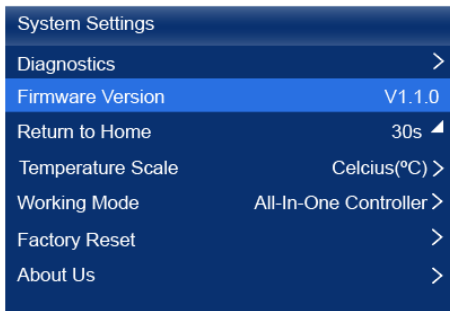 System Settings
Diagnostics >
Firmware Version V1.1.0
Return to Home 30s
Temperature Scale Celcius(ºC) >
Working Mode All-In-One Controller >
Factory Reset >
About Us >